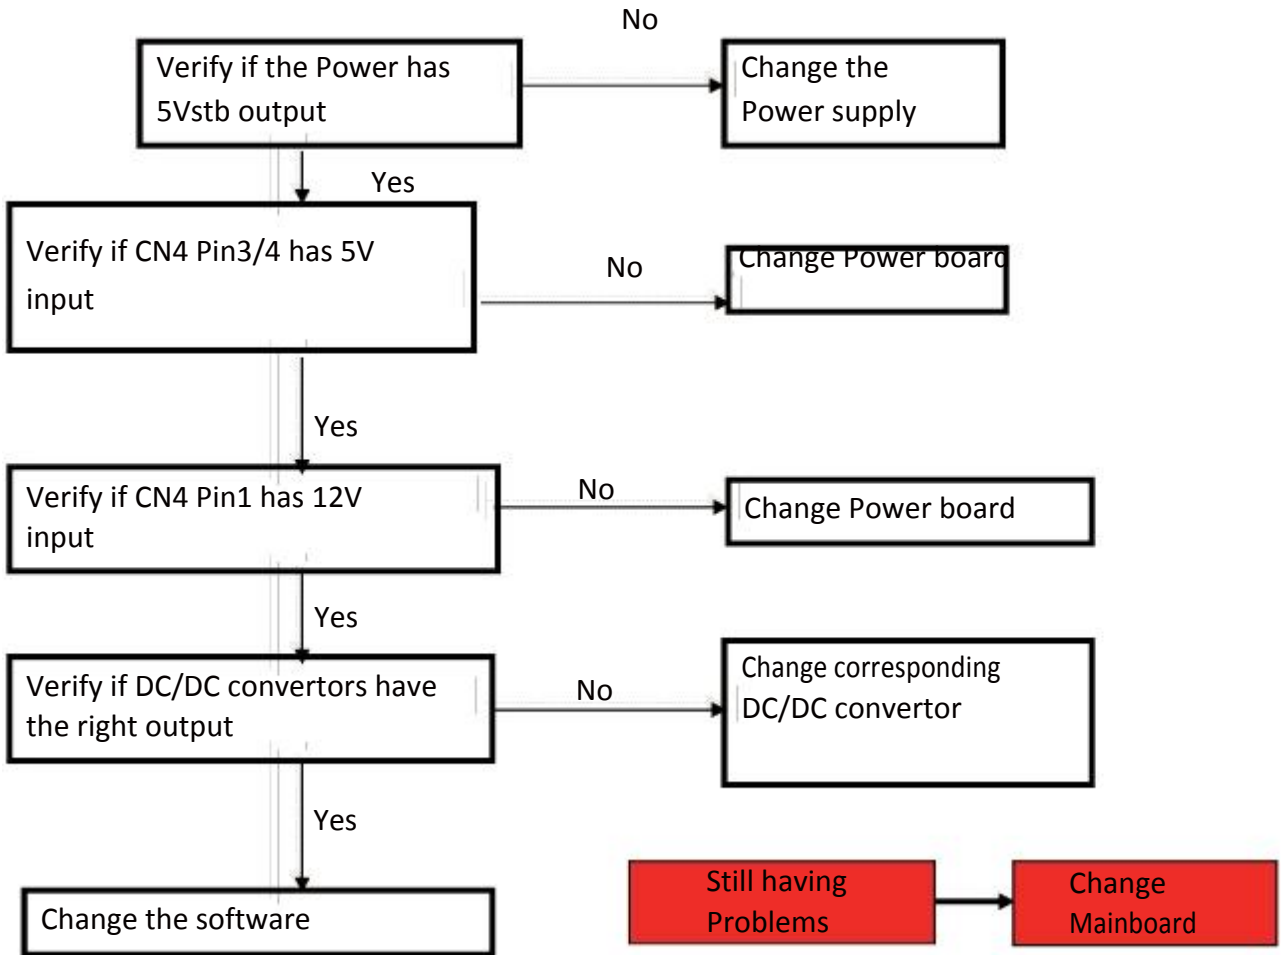 No
Verify if the Power has
5Vstb output
Change the
Power supply
Yes
Verify if CN4 Pin3/4 has 5V
input
No
Change Power board
Yes
Verify if CN4 Pin1 has 12V
input
No
Change Power board
Yes
Verify if DC/DC convertors have
the right output
No
Change corresponding
DC/DC convertor
Yes
Change the software
Still having
Problems
Change
Mainboard